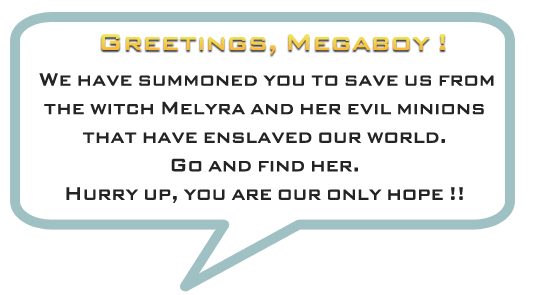 Greetings, Megaboy !
We have summoned you to save us from
the witch Melyra and her evil minions
that have enslaved our world.
Go and find her.
Hurry up, you are our only hope !!